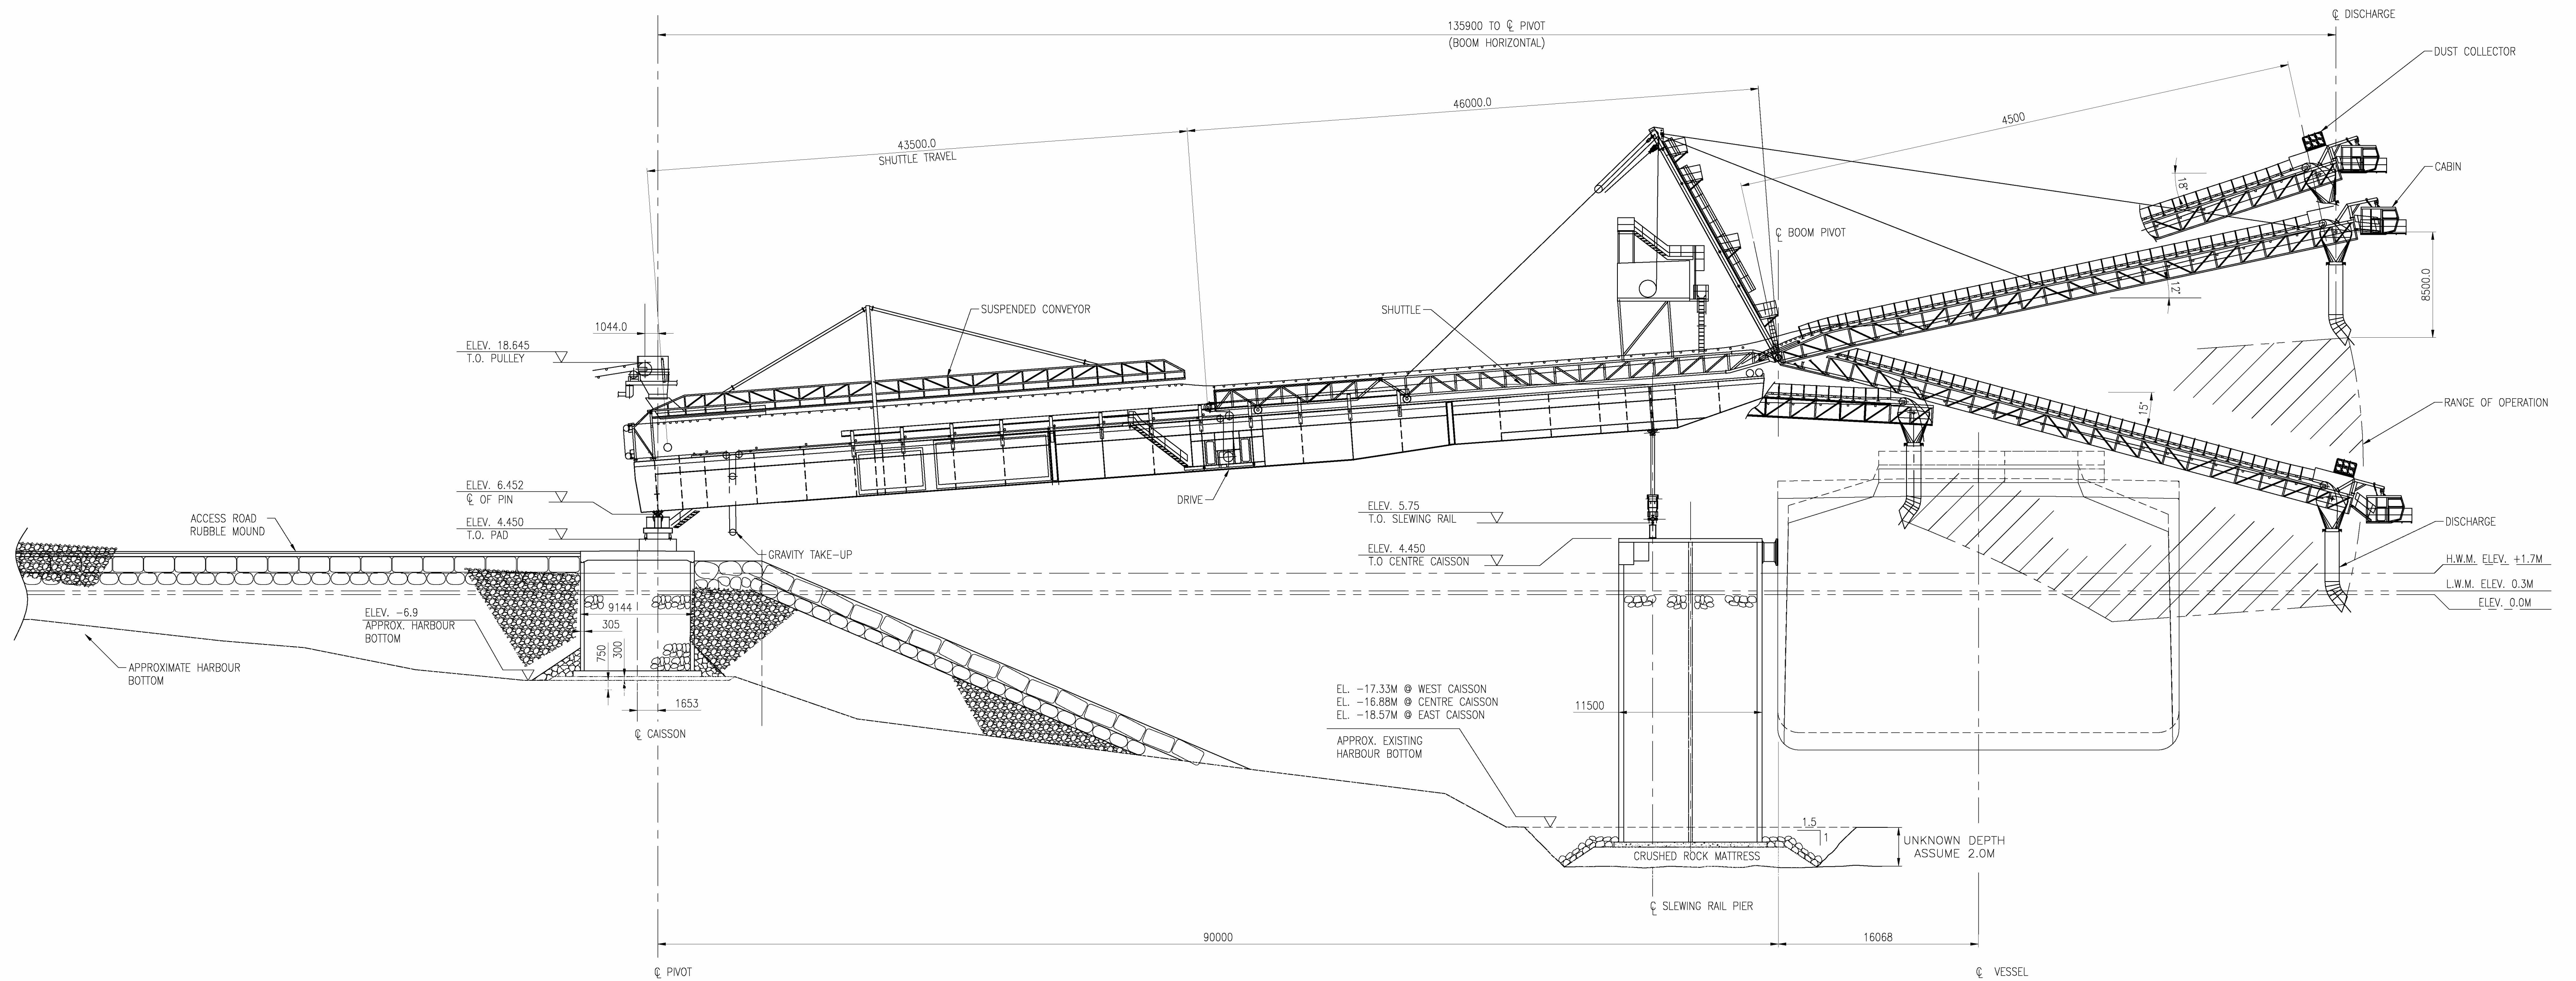 ℄ DISCHARGE
135900 TO ℄ PIVOT
(BOOM HORIZONTAL)
DUST COLLECTOR
46000.0
4500
43500.0
SHUTTLE TRAVEL
CABIN
18°
℄ BOOM PIVOT
8500.0
12°
SUSPENDED CONVEYOR
SHUTTLE
1044.0
ELEV. 18.645
T.O. PULLEY
RANGE OF OPERATION
15°
ELEV. 6.452
℄ OF PIN
DRIVE
ELEV. 5.75
T.O. SLEWING RAIL
ACCESS ROAD
RUBBLE MOUND
ELEV. 4.450
T.O. PAD
DISCHARGE
GRAVITY TAKE-UP
ELEV. 4.450
T.O CENTRE CAISSON
H.W.M. ELEV. +1.7M
L.W.M. ELEV. 0.3M
ELEV. 0.0M
9144
ELEV. -6.9
APPROX. HARBOUR
BOTTOM
305
750
300
APPROXIMATE HARBOUR
BOTTOM
1653
℄ CAISSON
EL. -17.33M @ WEST CAISSON
EL. -16.88M @ CENTRE CAISSON
EL. -18.57M @ EAST CAISSON
11500
APPROX. EXISTING
HARBOUR BOTTOM
1.5
1
UNKNOWN DEPTH
ASSUME 2.0M
CRUSHED ROCK MATTRESS
℄ SLEWING RAIL PIER
90000
16068
℄ PIVOT
℄ VESSEL